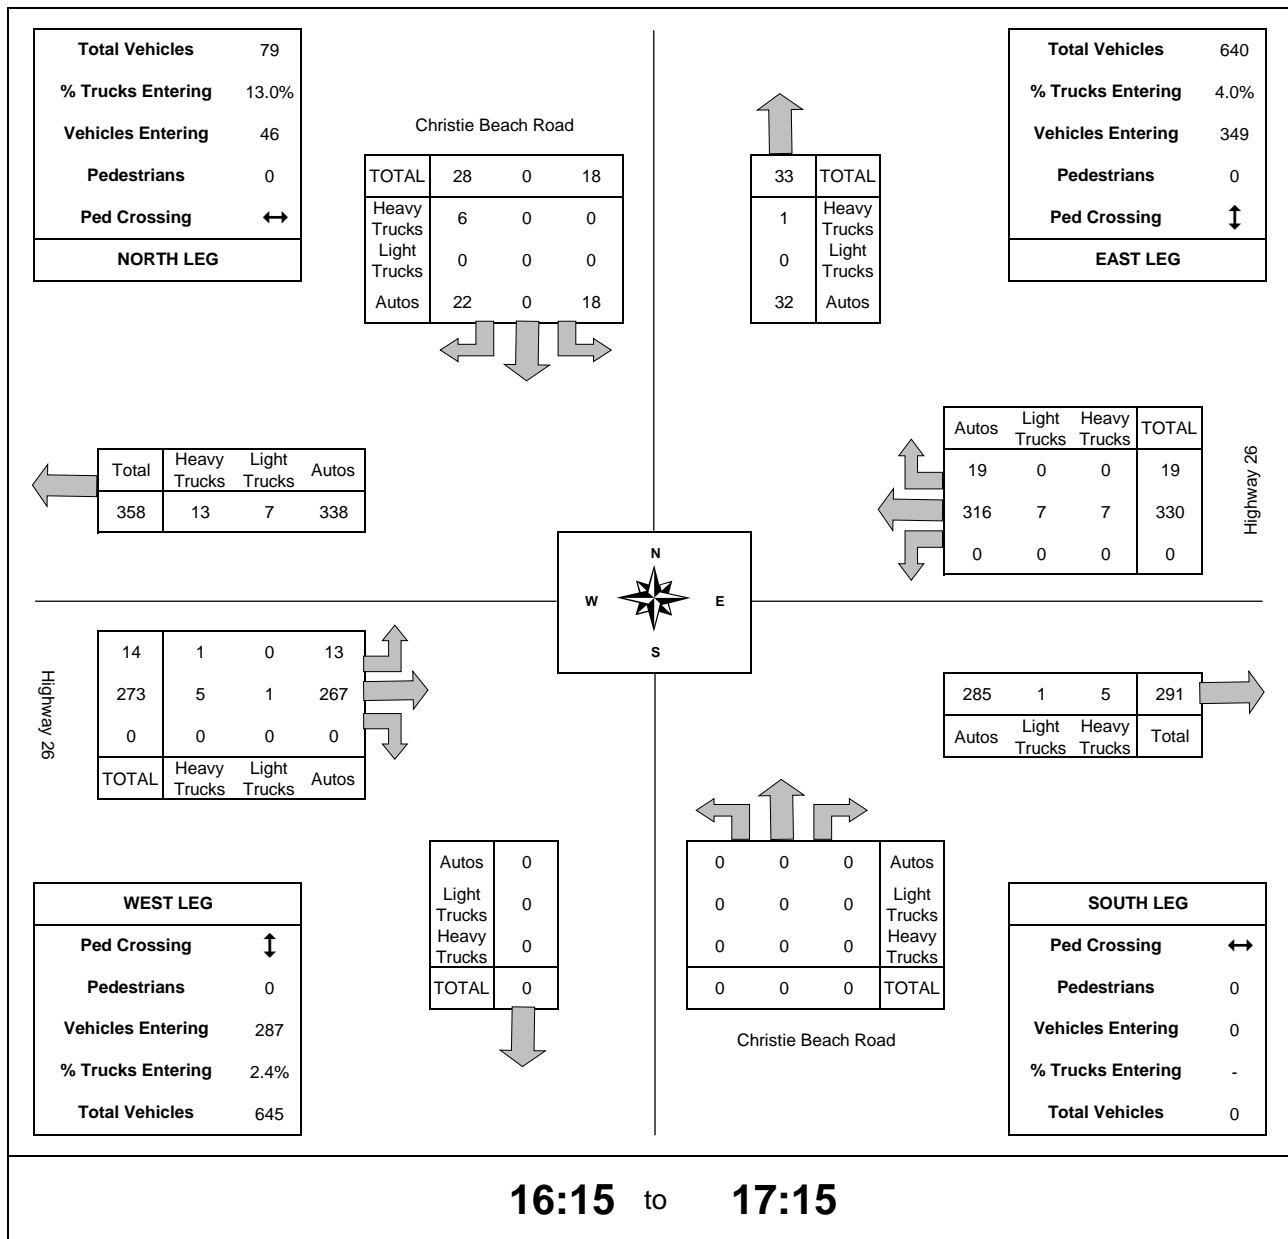 Total Vehicles 79
% Trucks Entering 13.0%
Vehicles Entering 46
Pedestrians 0
Ped Crossing ↔
NORTH LEG
Christie Beach Road
TOTAL 28 0 18
Heavy Trucks 6 0 0
Light Trucks 0 0 0
Autos 22 0 18
33 TOTAL
1 Heavy Trucks
0 Light Trucks
32 Autos
Total Vehicles 640
% Trucks Entering 4.0%
Vehicles Entering 349
Pedestrians 0
Ped Crossing ↕
EAST LEG
Total Heavy Trucks Light Trucks Autos
358 13 7 338
Autos Light Trucks Heavy Trucks TOTAL
19 0 0 19
316 7 7 330
0 0 0 0
Highway 26
N
W E
S
Highway 26
14 1 0 13
273 5 1 267
0 0 0 0
TOTAL Heavy Trucks Light Trucks Autos
285 1 5 291
Autos Light Trucks Heavy Trucks Total
Autos 0
Light Trucks 0
Heavy Trucks 0
TOTAL 0
0 0 0 Autos
0 0 0 Light Trucks
0 0 0 Heavy Trucks
0 0 0 TOTAL
Christie Beach Road
WEST LEG
Ped Crossing ↕
Pedestrians 0
Vehicles Entering 287
% Trucks Entering 2.4%
Total Vehicles 645
SOUTH LEG
Ped Crossing ↔
Pedestrians 0
Vehicles Entering 0
% Trucks Entering -
Total Vehicles 0
16:15 to 17:15